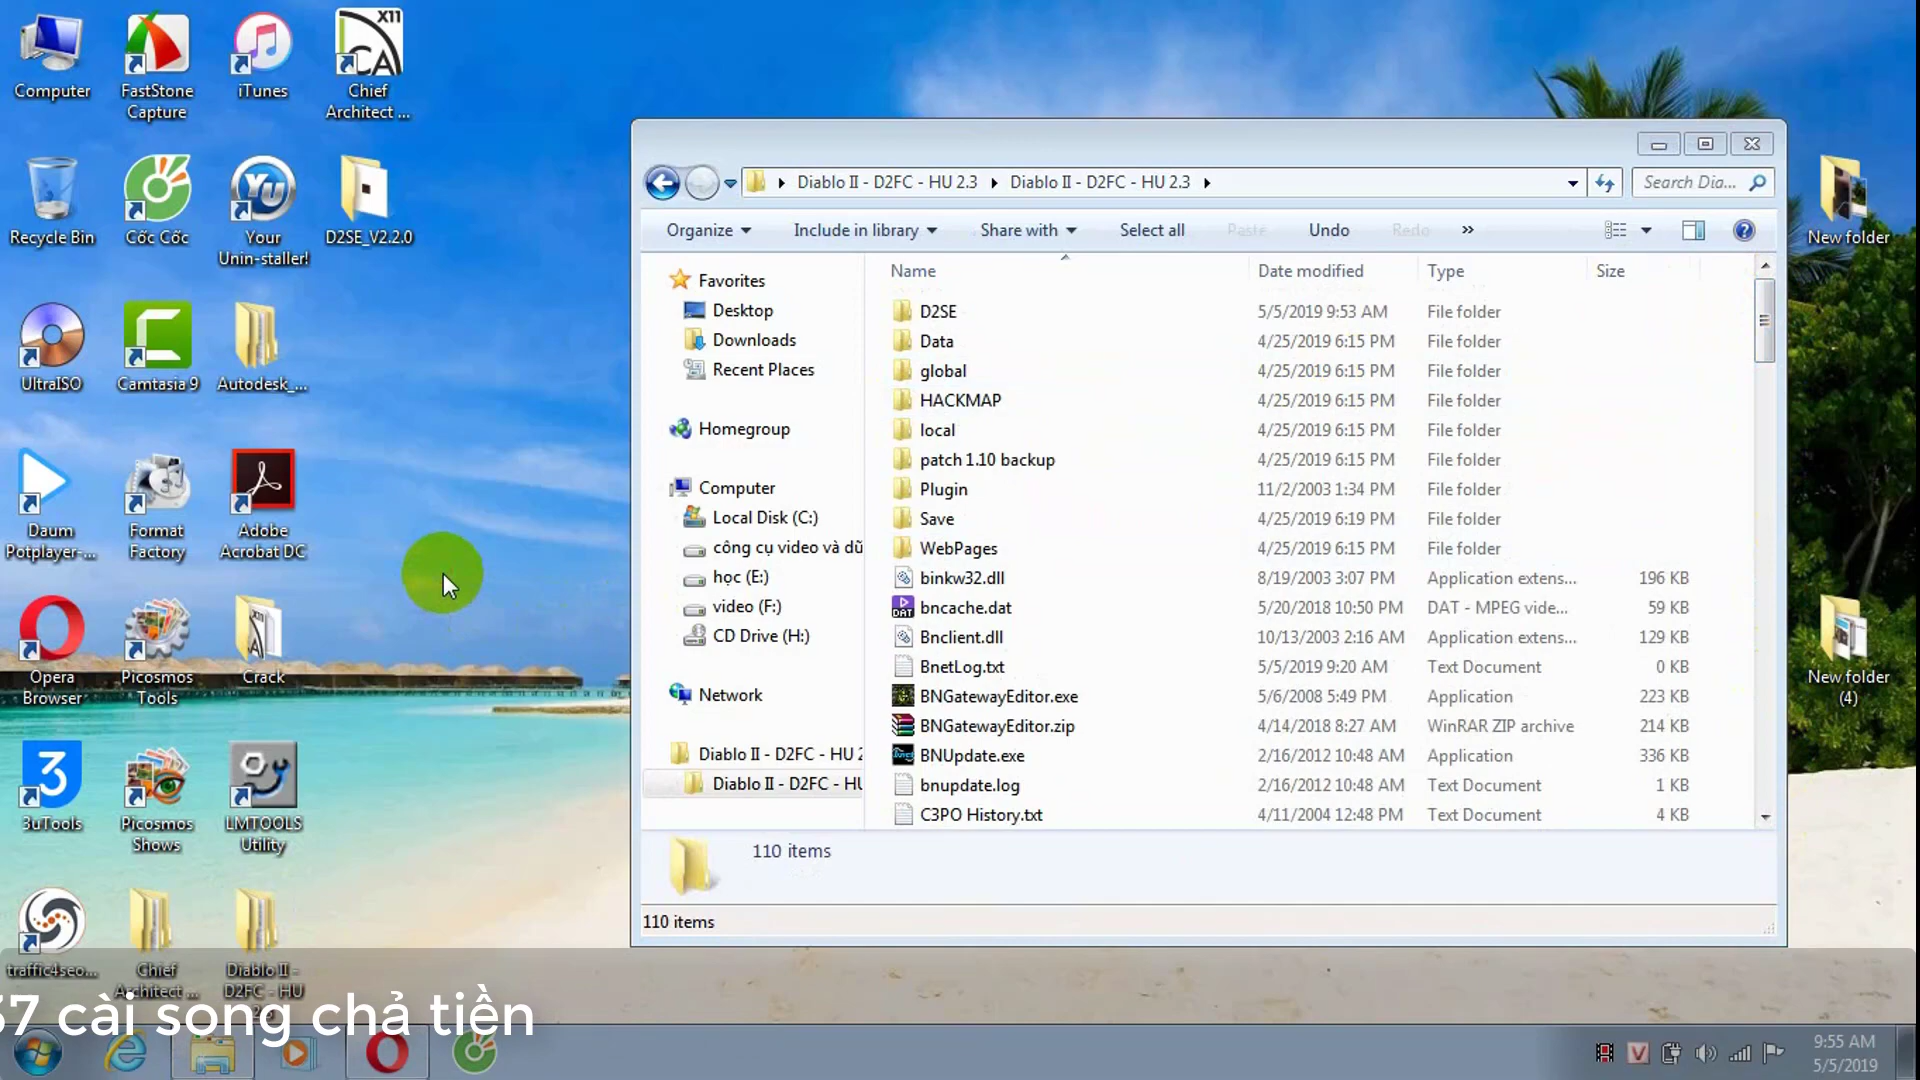 Computer
FastStone
Capture
iTunes
X11
CA
Chief
Architect ...
Recycle Bin
Cốc Cốc
Yu
Your
Unin-staller!
D2SE_V2.2.0
UltraISO
Camtasia 9
Autodesk_...
Daum
Potplayer-...
Format
Factory
Adobe
Acrobat DC
Opera
Browser
Picosmos
Tools
X11
Crack
3
3uTools
Picosmos
Shows
LMTOOLS
Utility
traffic4seo...
Chief
Architect ...
Diablo II -
D2FC - HU
New folder
New folder
(4)
Diablo II - D2FC - HU 2.3
Diablo II - D2FC - HU 2.3
Search Dia...
Organize
Include in library
Share with
Select all
Paste
Undo
Redo
»
Favorites
Desktop
Downloads
Recent Places
Homegroup
Computer
Local Disk (C:)
công cụ video và dữ
học (E:)
video (F:)
CD Drive (H:)
Network
Diablo II - D2FC - HU 2
Diablo II - D2FC - HU
Name Date modified Type Size
D2SE 5/5/2019 9:53 AM File folder
Data 4/25/2019 6:15 PM File folder
global 4/25/2019 6:15 PM File folder
HACKMAP 4/25/2019 6:15 PM File folder
local 4/25/2019 6:15 PM File folder
patch 1.10 backup 4/25/2019 6:15 PM File folder
Plugin 11/2/2003 1:34 PM File folder
Save 4/25/2019 6:19 PM File folder
WebPages 4/25/2019 6:15 PM File folder
binkw32.dll 8/19/2003 3:07 PM Application extens... 196 KB
DAT
bncache.dat 5/20/2018 10:50 PM DAT - MPEG vide... 59 KB
Bnclient.dll 10/13/2003 2:16 AM Application extens... 129 KB
BnetLog.txt 5/5/2019 9:20 AM Text Document 0 KB
BNGatewayEditor.exe 5/6/2008 5:49 PM Application 223 KB
BNGatewayEditor.zip 4/14/2018 8:27 AM WinRAR ZIP archive 214 KB
BNUpdate.exe 2/16/2012 10:48 AM Application 336 KB
bnupdate.log 2/16/2012 10:48 AM Text Document 1 KB
C3PO History.txt 4/11/2004 12:48 PM Text Document 4 KB
110 items
110 items
37 cài song chả tiền
V
9:55 AM
5/5/2019